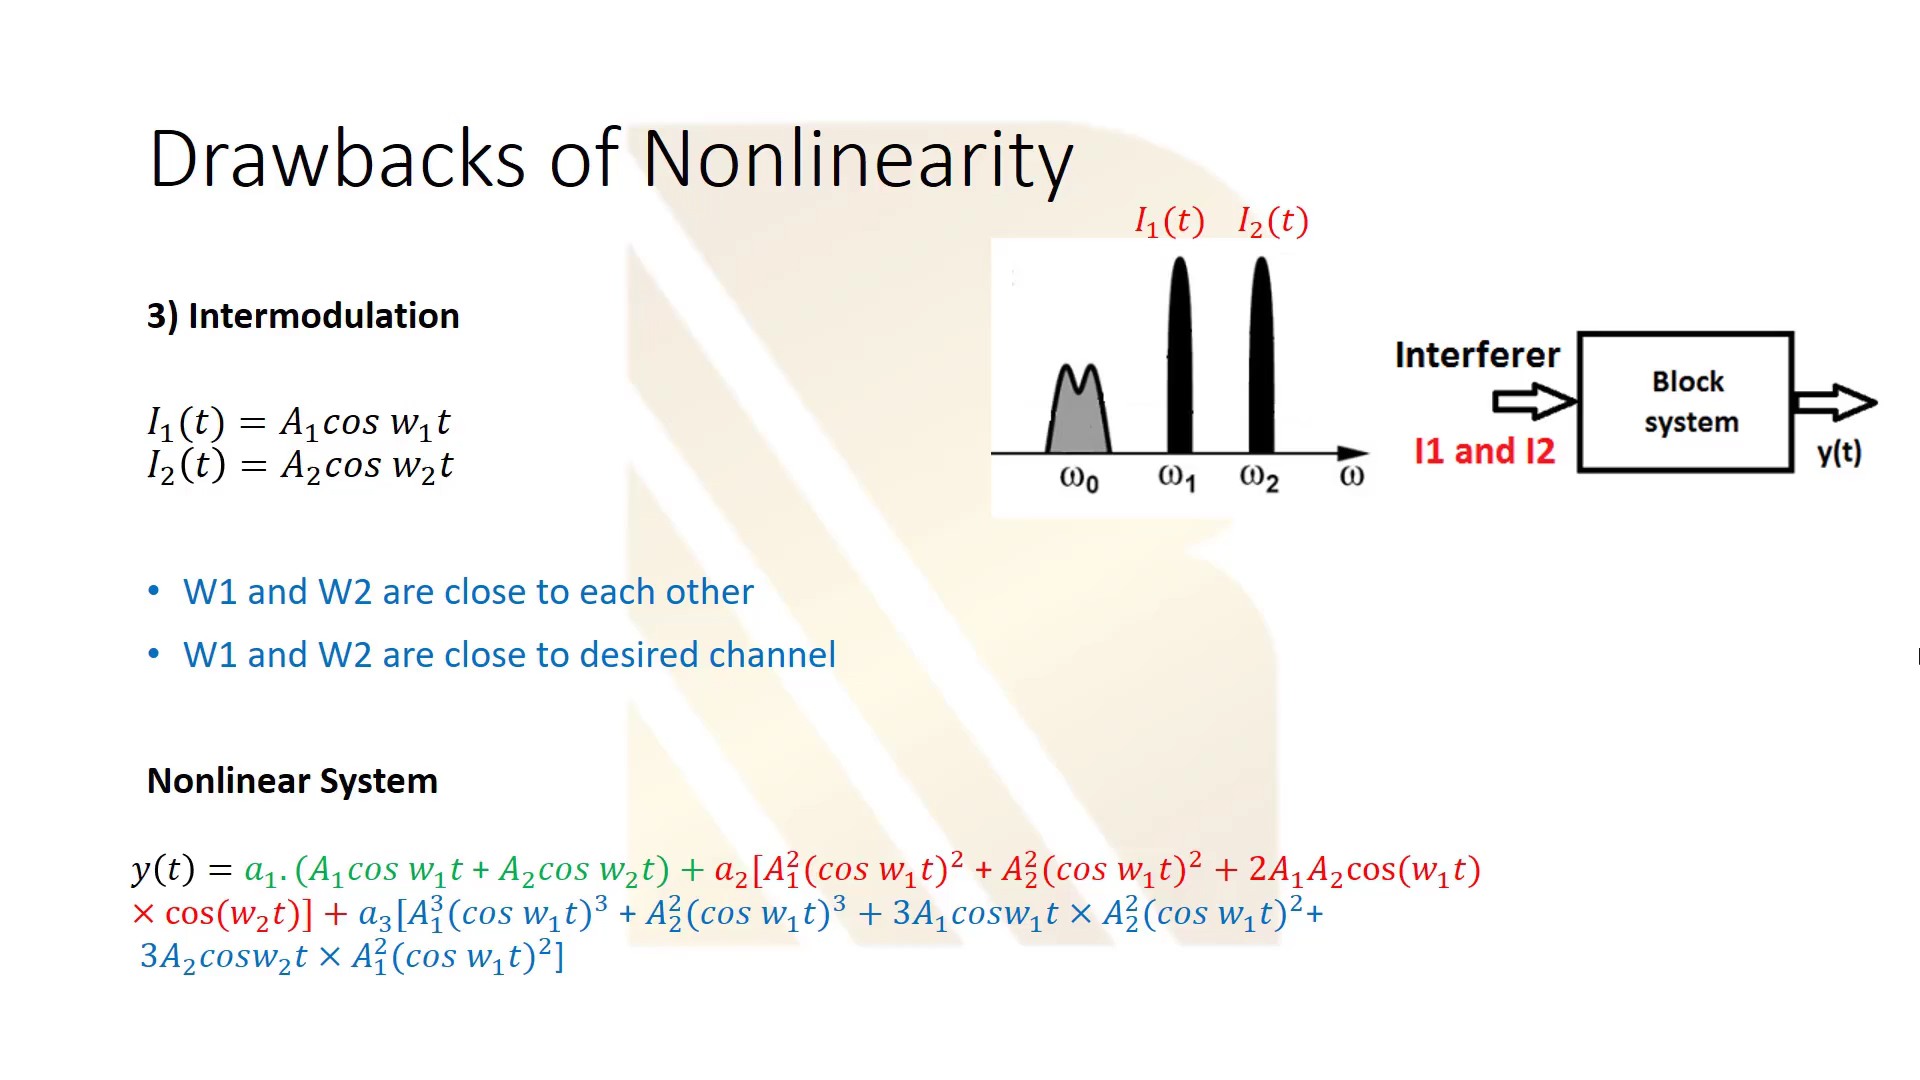 Drawbacks of Nonlinearity
I₁(t) I₂(t)
3) Intermodulation
Interferer
Block
system
I₁(t) = A₁cos w₁t
I₂(t) = A₂cos w₂t
I1 and I2
y(t)
ω₀ ω₁ ω₂ ω
• W1 and W2 are close to each other
• W1 and W2 are close to desired channel
Nonlinear System
y(t) = a₁.(A₁cos w₁t + A₂cos w₂t) + a₂[A₁²(cos w₁t)² + A₂²(cos w₁t)² + 2A₁A₂cos(w₁t)
× cos(w₂t)] + a₃[A₁³(cos w₁t)³ + A₂²(cos w₁t)³ + 3A₁cosw₁t × A₂²(cos w₁t)²+
3A₂cosw₂t × A₁²(cos w₁t)²]